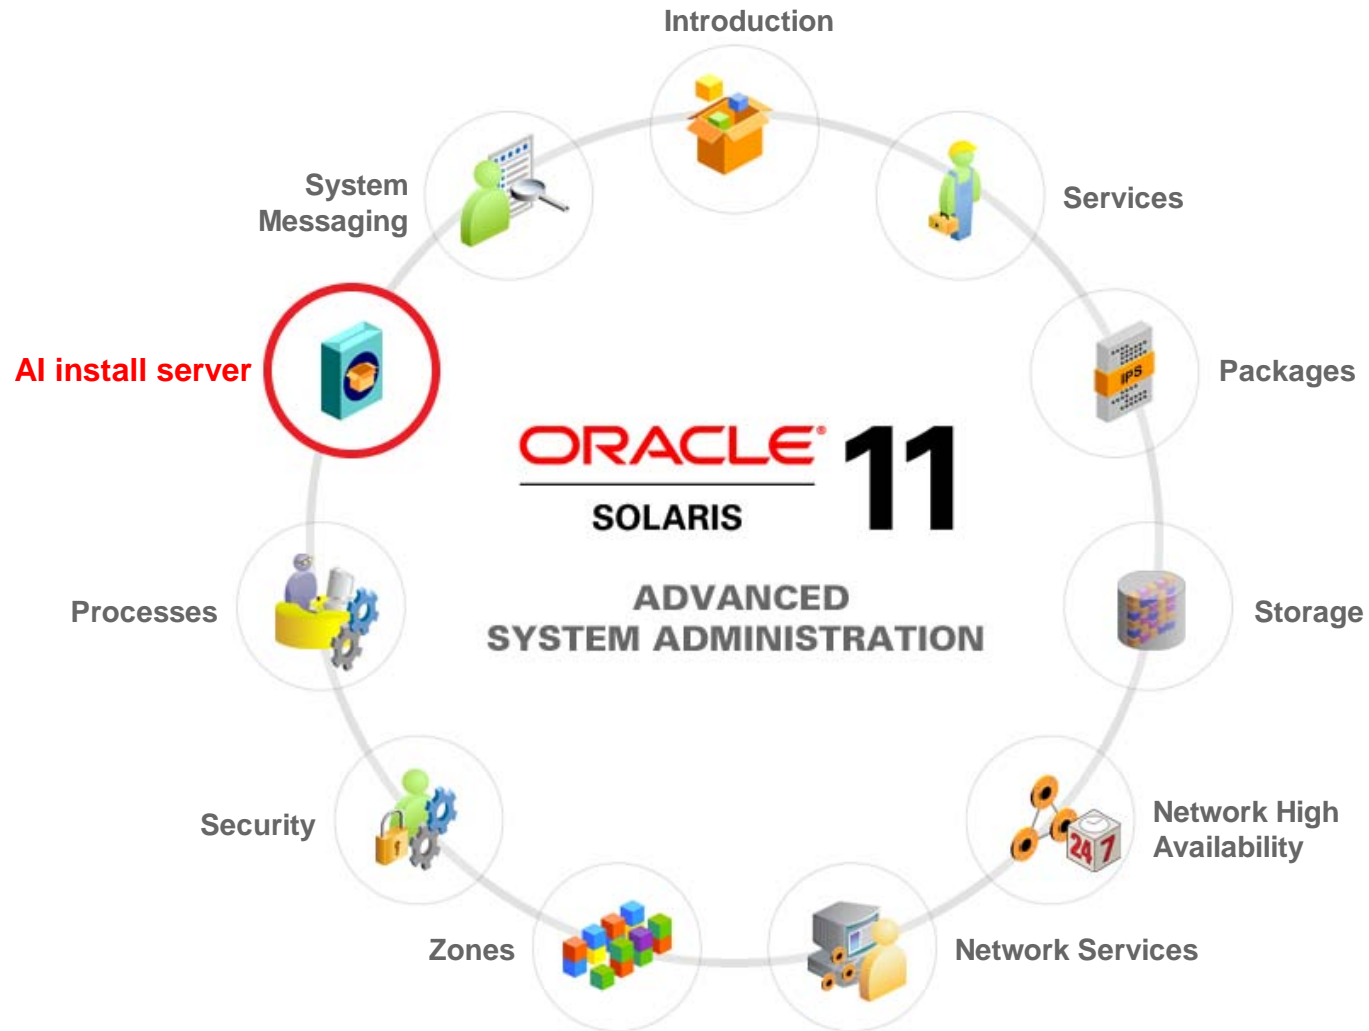 Introduction
System
Messaging
Services
AI install server
IPS
Packages
ORACLE® 11
SOLARIS
ADVANCED
SYSTEM ADMINISTRATION
Processes
Storage
Security
Network High
Availability
24 7
Zones
Network Services